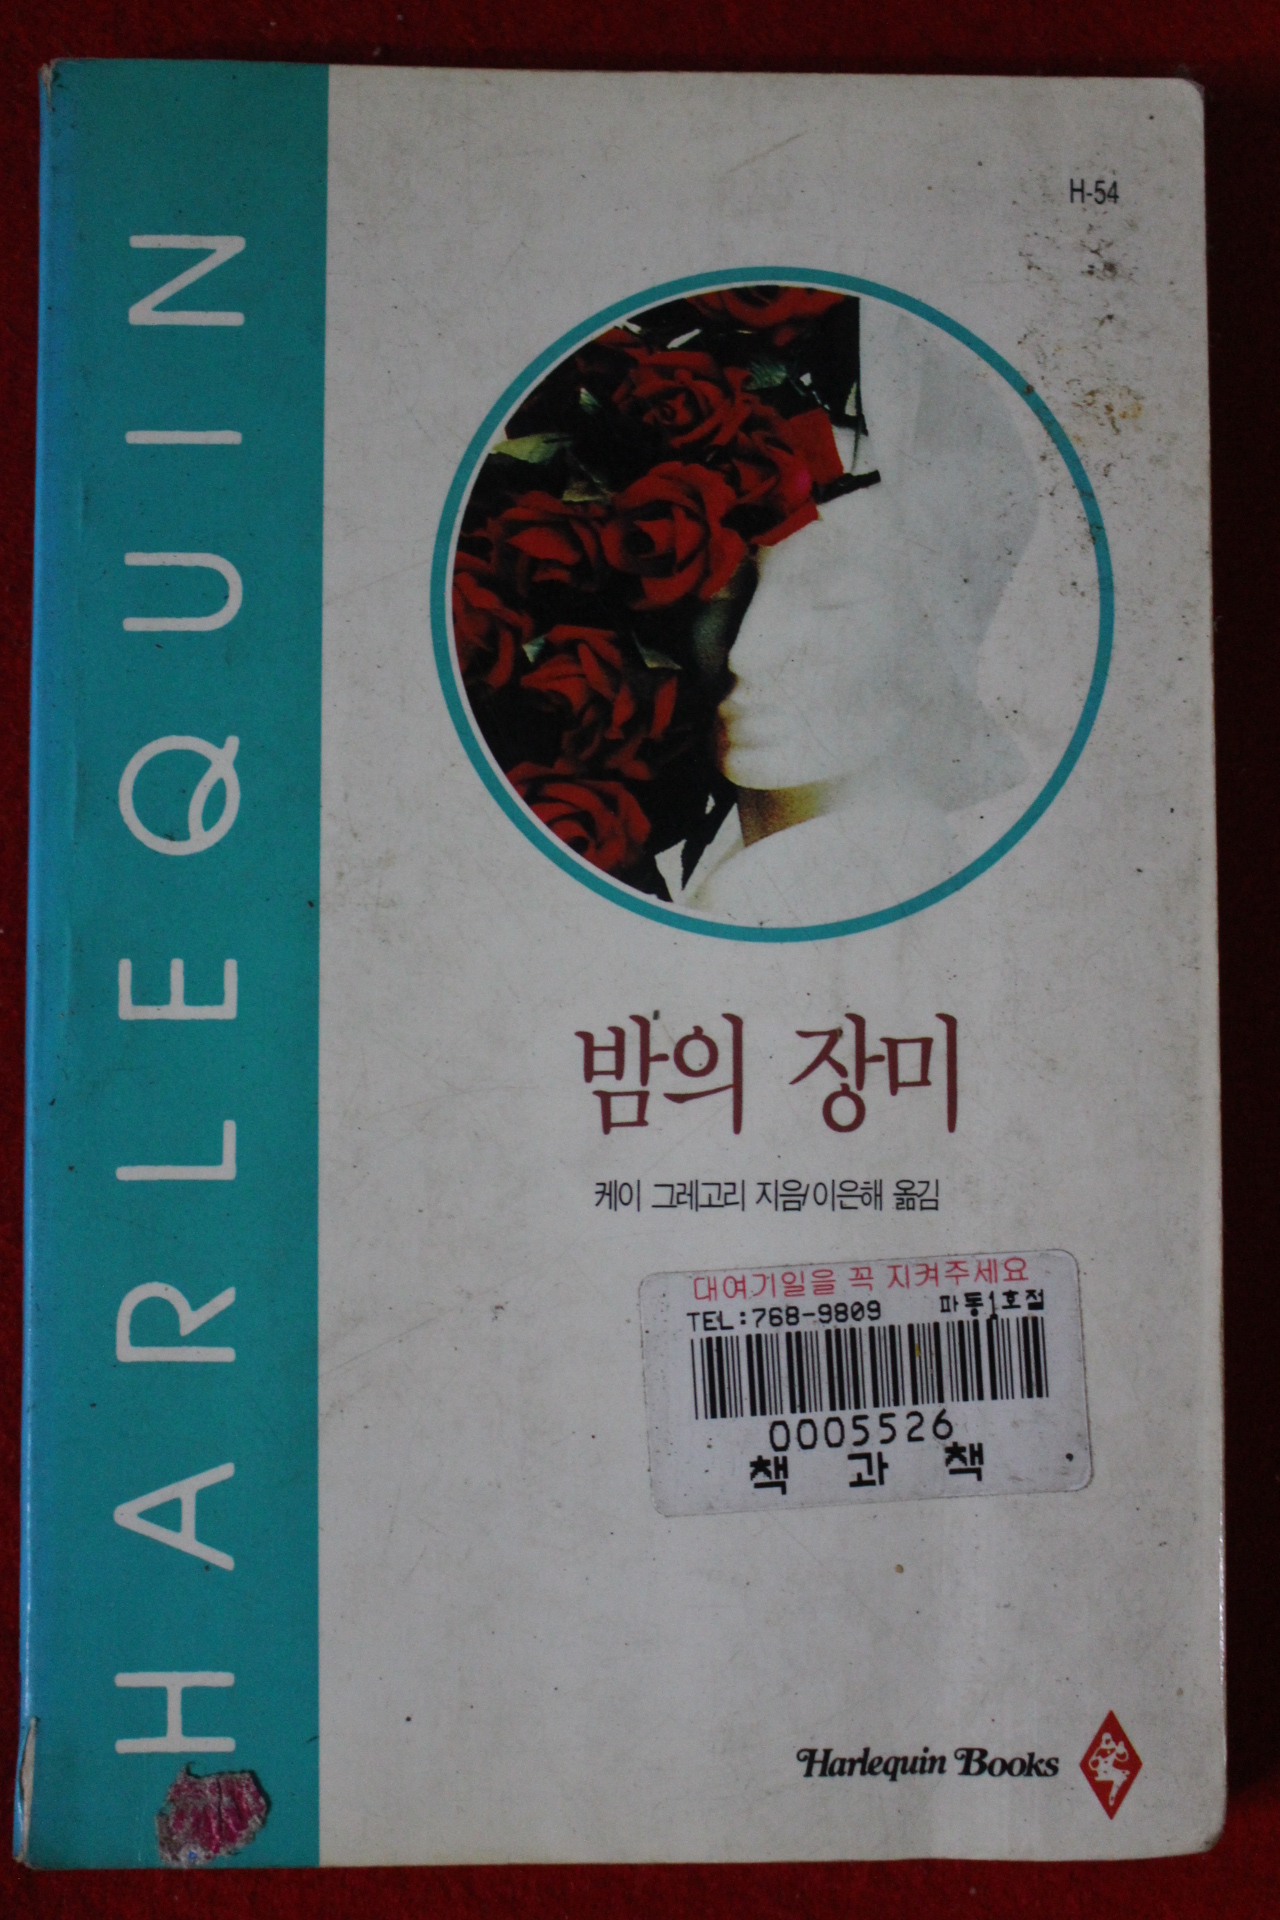 HARLEQUIN
H-54
밤의 장미
케이 그레고리 지음/이은해 옮김
대여기일을 꼭 지켜주세요
TEL:768-9809 파동1호점
0005526
책 과 책
Harlequin Books